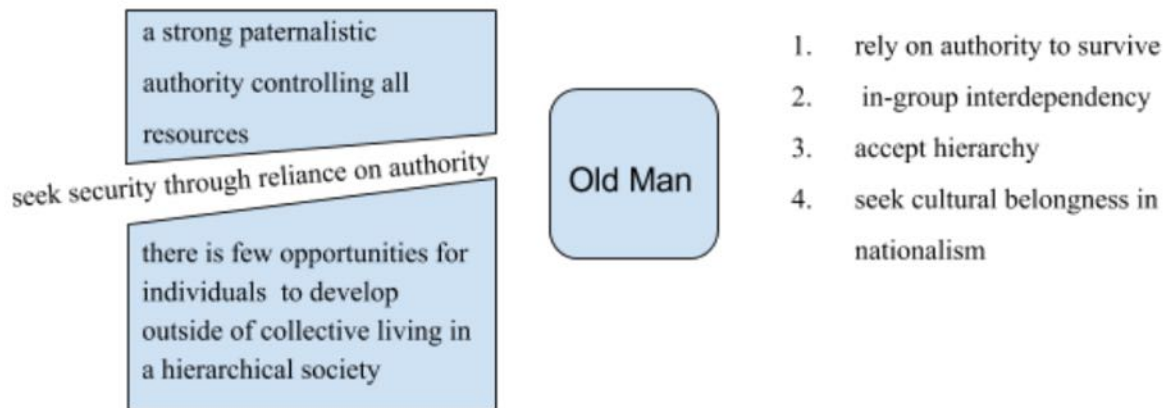 a strong paternalistic
authority controlling all
resources
seek security through reliance on authority
there is few opportunities for
individuals to develop
outside of collective living in
a hierarchical society
Old Man
1. rely on authority to survive
2. in-group interdependency
3. accept hierarchy
4. seek cultural belongness in
nationalism